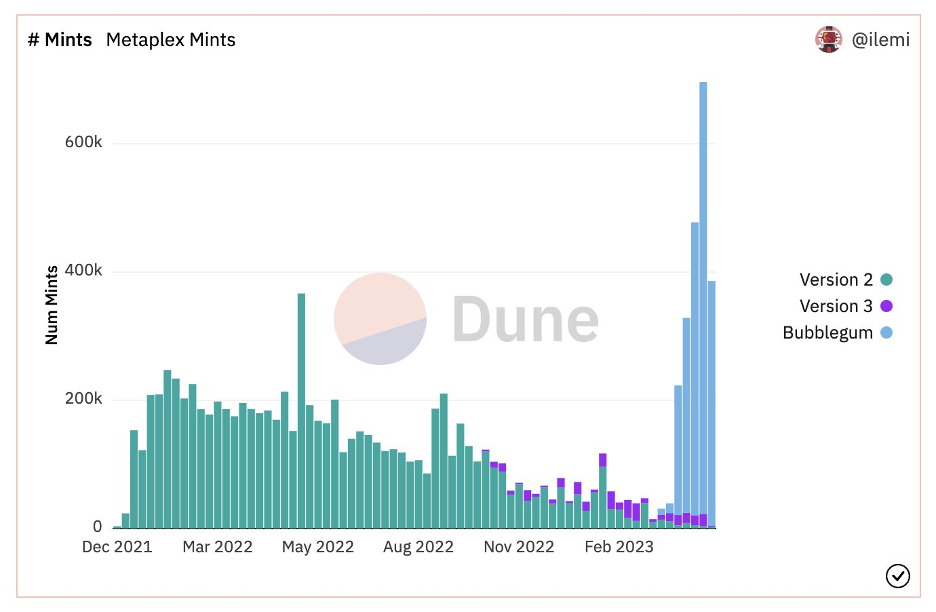 # Mints Metaplex Mints
@ilemi
600k
400k
200k
0
Num Mints
Dune
Version 2
Version 3
Bubblegum
Dec 2021
Mar 2022
May 2022
Aug 2022
Nov 2022
Feb 2023